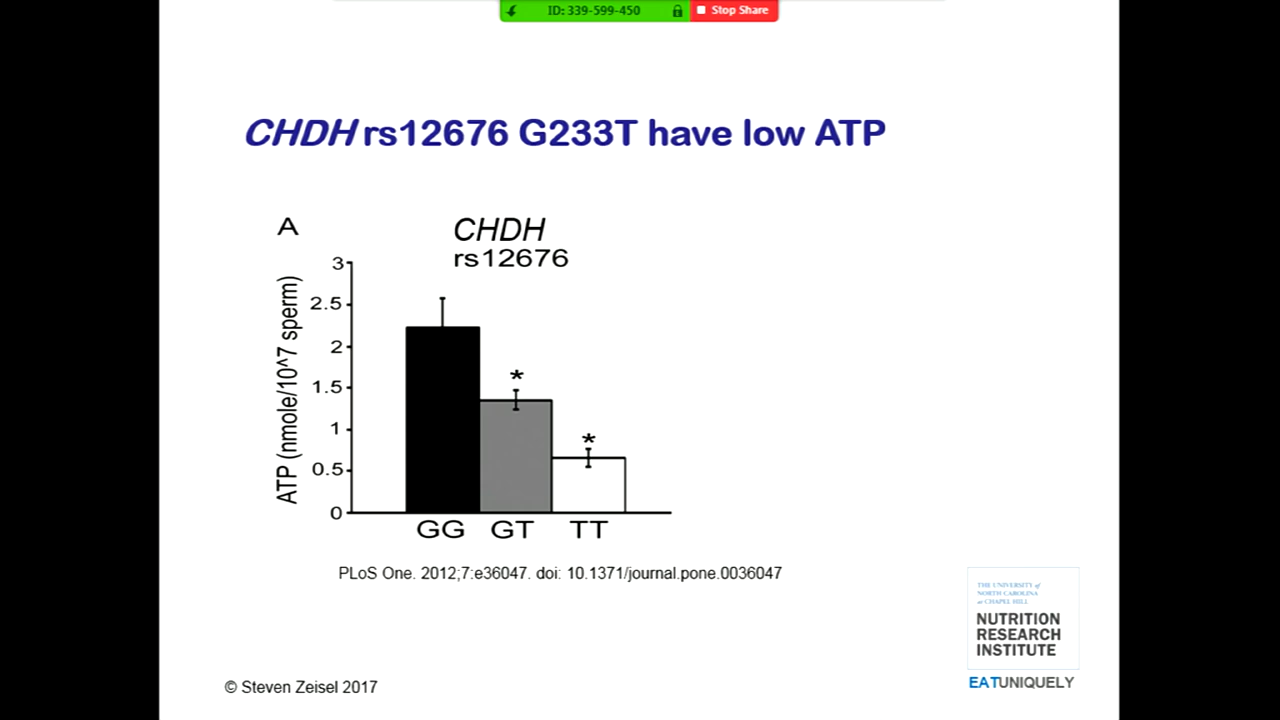 ID: 339-599-450
Stop Share
CHDH rs12676 G233T have low ATP
A
CHDH
rs12676
ATP (nmole/10^7 sperm)
3
2.5
2
1.5
1
0.5
0
*
*
GG GT TT
PLoS One. 2012;7:e36047. doi: 10.1371/journal.pone.0036047
THE UNIVERSITY of
NORTH CAROLINA
at CHAPEL HILL
NUTRITION
RESEARCH
INSTITUTE
EATUNIQUELY
© Steven Zeisel 2017